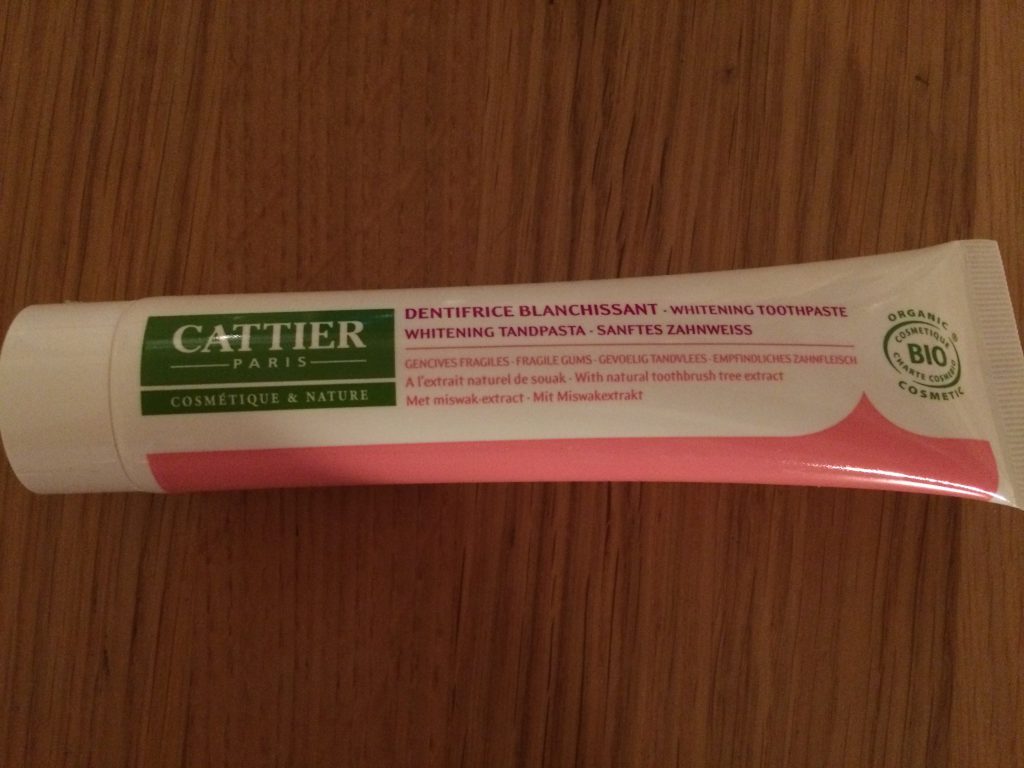 CATTIER
PARIS
COSMÉTIQUE & NATURE
DENTIFRICE BLANCHISSANT · WHITENING TOOTHPASTE
WHITENING TANDPASTA · SANFTES ZAHNWEISS
GENCIVES FRAGILES · FRAGILE GUMS · GEVOELIG TANDVLEES · EMPFINDLICHES ZAHNFLEISCH
A l'extrait naturel de souak · With natural toothbrush tree extract
Met miswak-extract · Mit Miswakextrakt
ORGANIC ®
COSMETIQUE
BIO
CHARTE COSMEBIO
COSMETIC